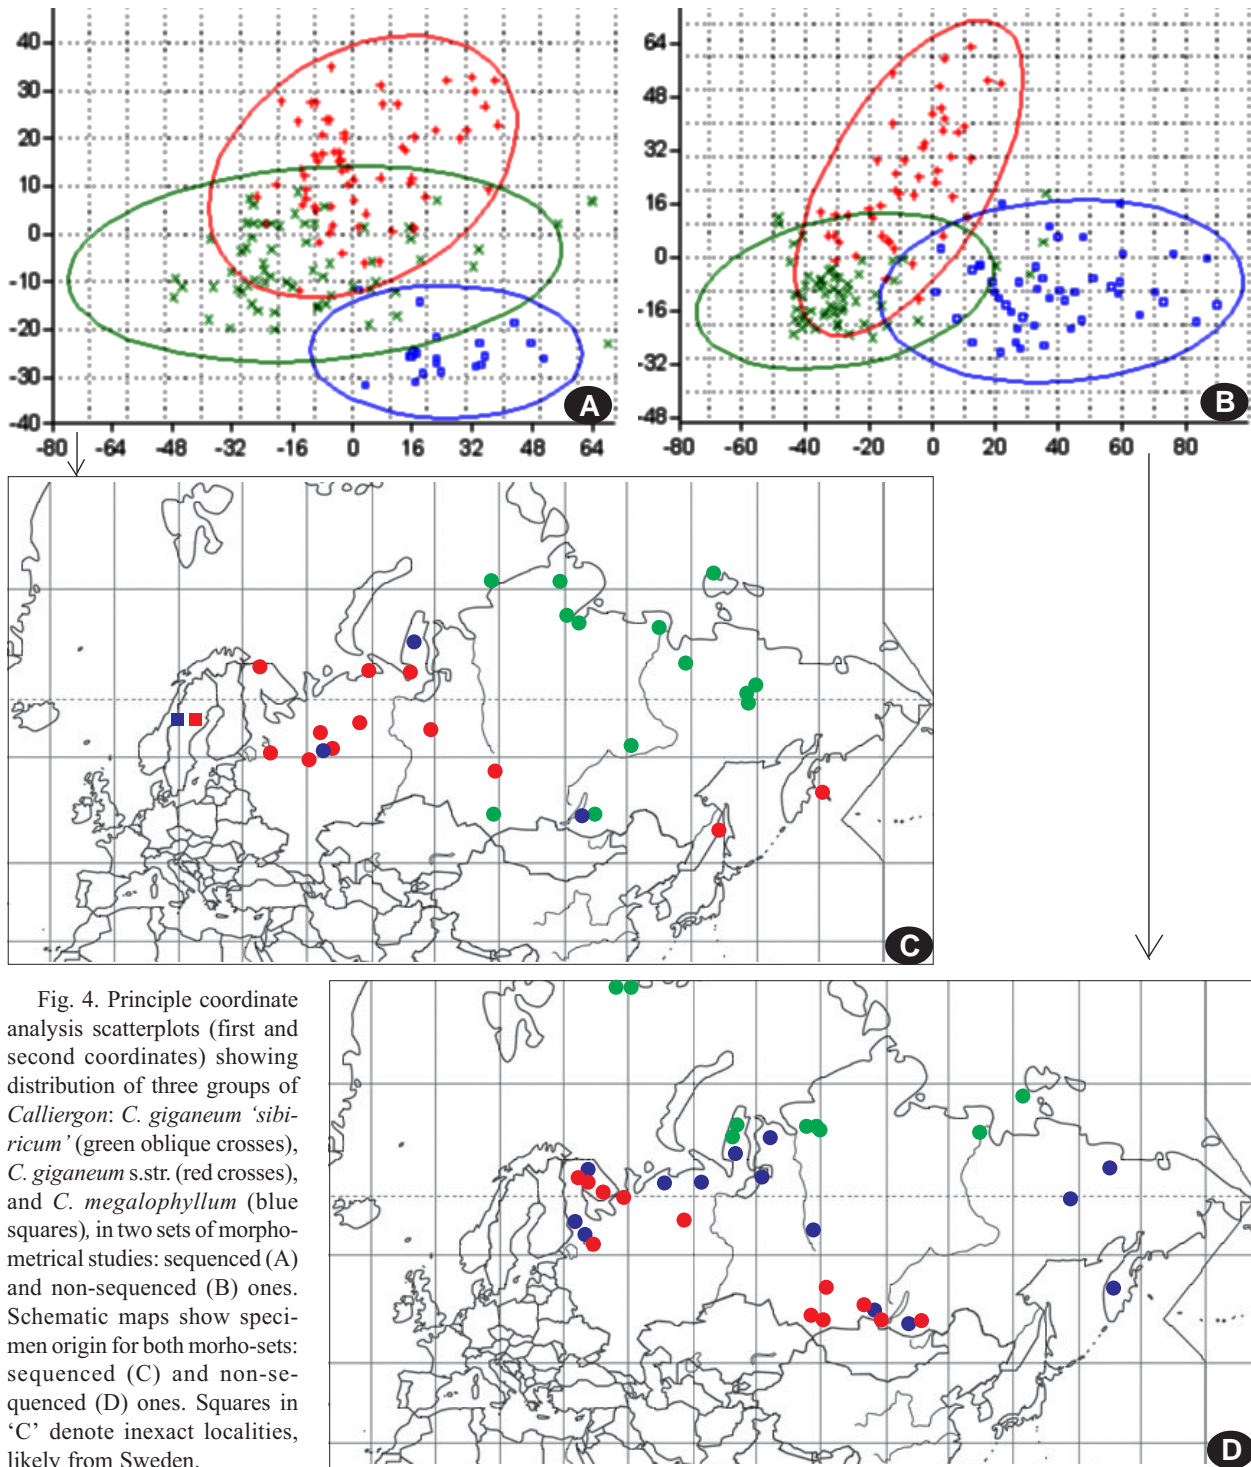 40
30
20
10
0
-10
-20
-30
-40
-80 -64 -48 -32 -16 0 16 32 48 64
A
64
48
32
16
0
-16
-32
-48
-80 -60 -40 -20 0 20 40 60 80
B
C
Fig. 4. Principle coordinate
analysis scatterplots (first and
second coordinates) showing
distribution of three groups of
Calliergon: C. giganeum ‘sibi-
ricum’ (green oblique crosses),
C. giganeum s.str. (red crosses),
and C. megalophyllum (blue
squares), in two sets of morpho-
metrical studies: sequenced (A)
and non-sequenced (B) ones.
Schematic maps show speci-
men origin for both morpho-sets:
sequenced (C) and non-se-
quenced (D) ones. Squares in
‘C’ denote inexact localities,
likely from Sweden.
D